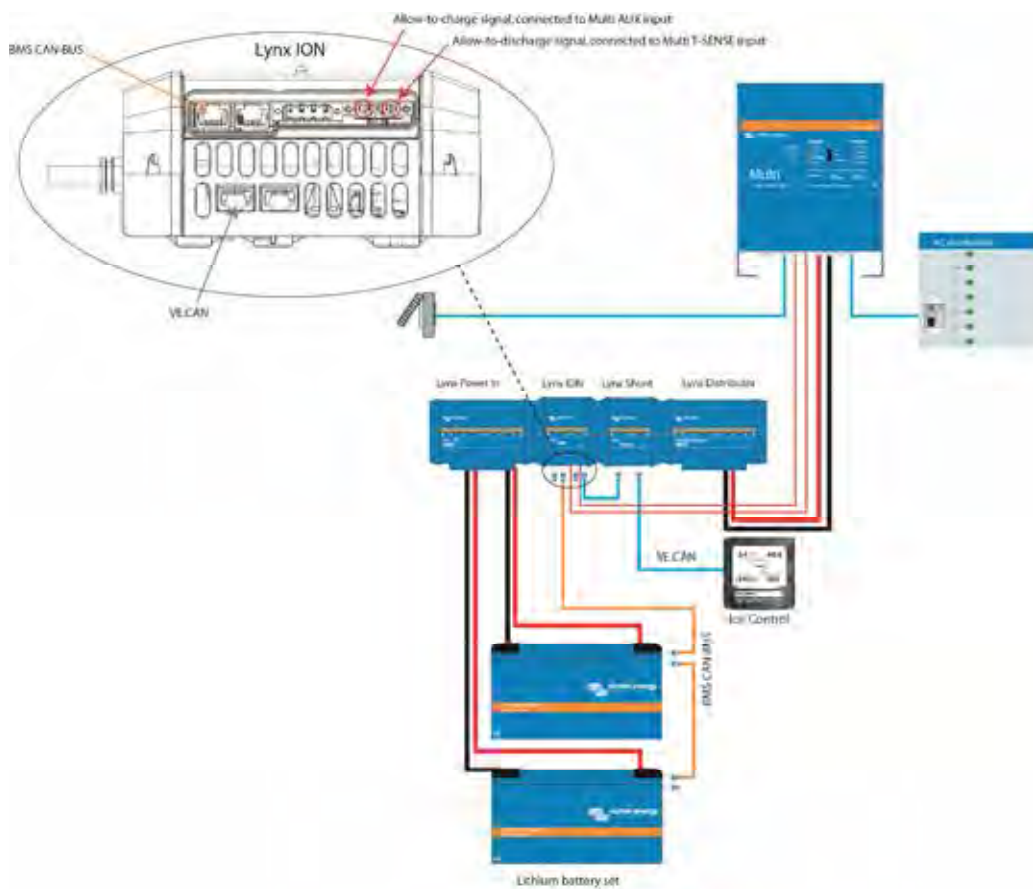 Allow-to-charge signal, connected to Multi AUX input
Allow-to-discharge signal, connected to Multi T-SENSE input
BMS CAN-BUS
Lynx ION
VE.CAN
Multi
Lynx Power In
Lynx ION
Lynx Shunt
Lynx Distributor
VE.CAN
Ion Control
BMS CAN-BUS
Lithium battery set